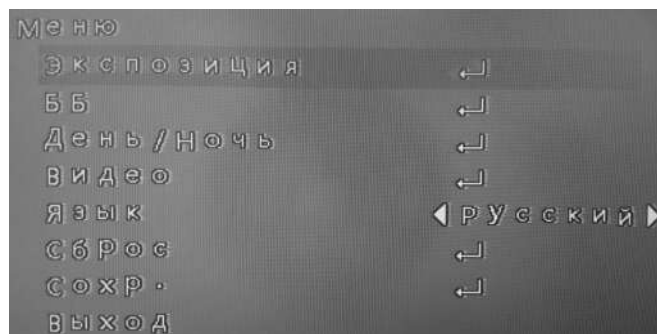 Меню
Экспозиция
ББ
День/Ночь
Видео
Язык Русский
Сброс
Сохр.
Выход